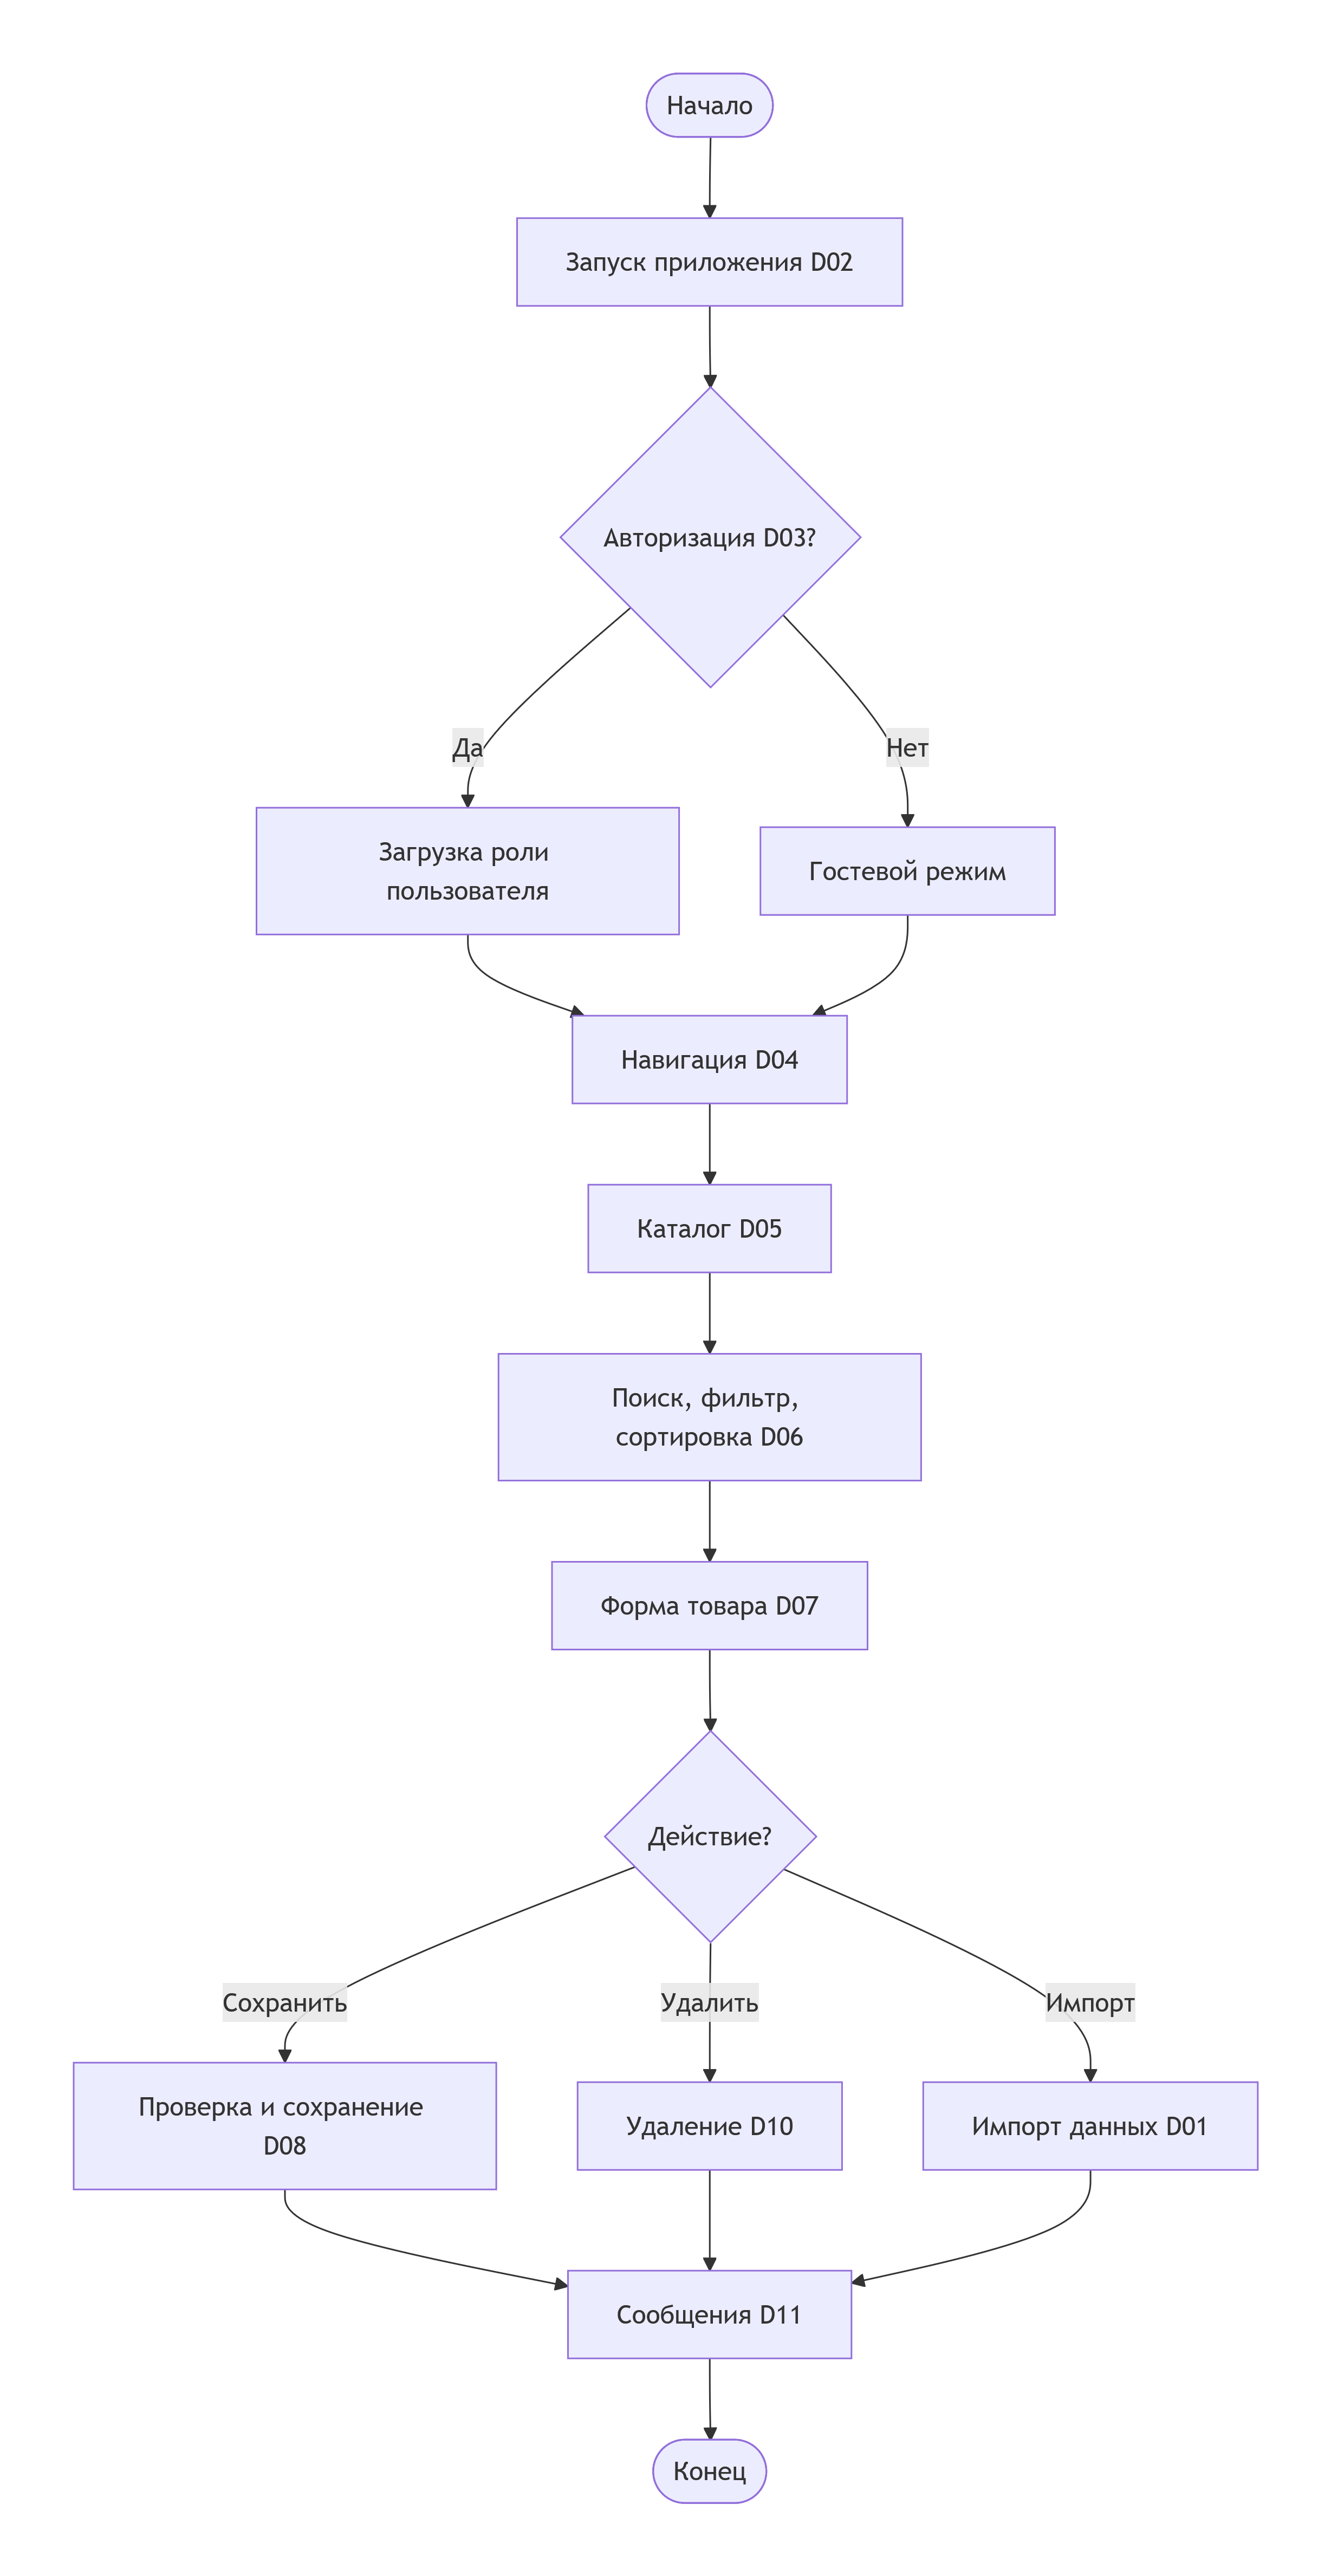 Начало
Запуск приложения D02
Авторизация D03?
Да
Нет
Загрузка роли
пользователя
Гостевой режим
Навигация D04
Каталог D05
Поиск, фильтр,
сортировка D06
Форма товара D07
Действие?
Сохранить
Удалить
Импорт
Проверка и сохранение
D08
Удаление D10
Импорт данных D01
Сообщения D11
Конец